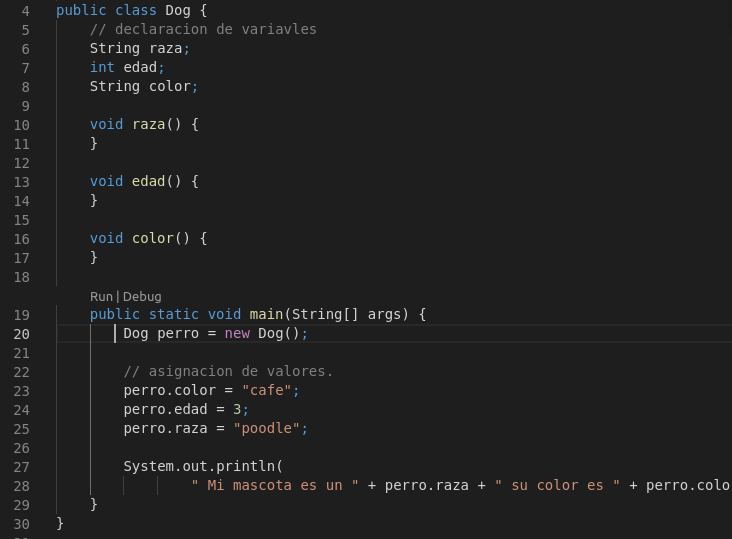 4 public class Dog {
5 // declaracion de variavles
6 String raza;
7 int edad;
8 String color;
9
10 void raza() {
11 }
12
13 void edad() {
14 }
15
16 void color() {
17 }
18
Run | Debug
19 public static void main(String[] args) {
20 Dog perro = new Dog();
21
22 // asignacion de valores.
23 perro.color = "cafe";
24 perro.edad = 3;
25 perro.raza = "poodle";
26
27 System.out.println(
28 " Mi mascota es un " + perro.raza + " su color es " + perro.colo
29 }
30 }